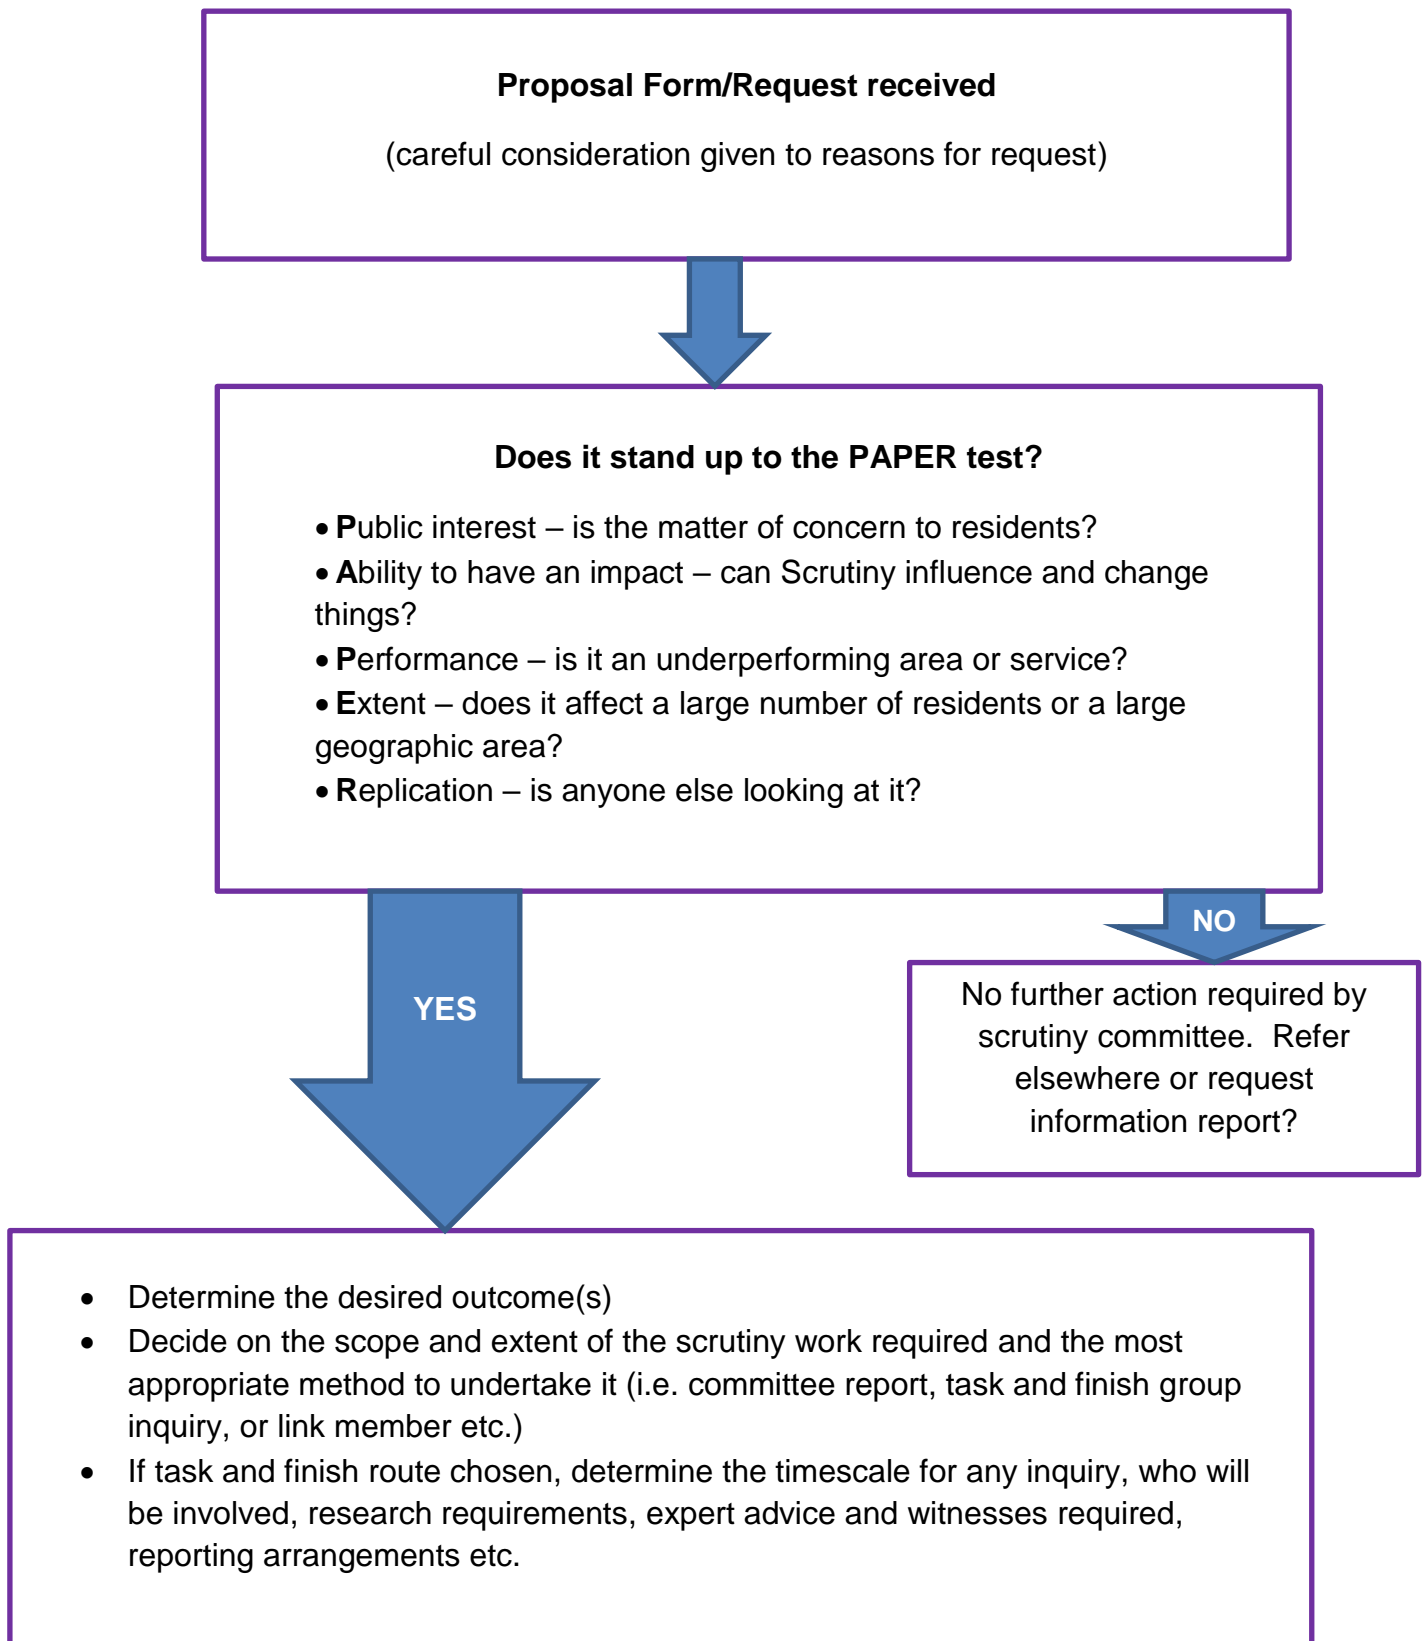 Proposal Form/Request received
(careful consideration given to reasons for request)
Does it stand up to the PAPER test?
• Public interest – is the matter of concern to residents?
• Ability to have an impact – can Scrutiny influence and change
things?
• Performance – is it an underperforming area or service?
• Extent – does it affect a large number of residents or a large
geographic area?
• Replication – is anyone else looking at it?
NO
YES
No further action required by
scrutiny committee.  Refer
elsewhere or request
information report?
• Determine the desired outcome(s)
• Decide on the scope and extent of the scrutiny work required and the most
appropriate method to undertake it (i.e. committee report, task and finish group
inquiry, or link member etc.)
• If task and finish route chosen, determine the timescale for any inquiry, who will
be involved, research requirements, expert advice and witnesses required,
reporting arrangements etc.